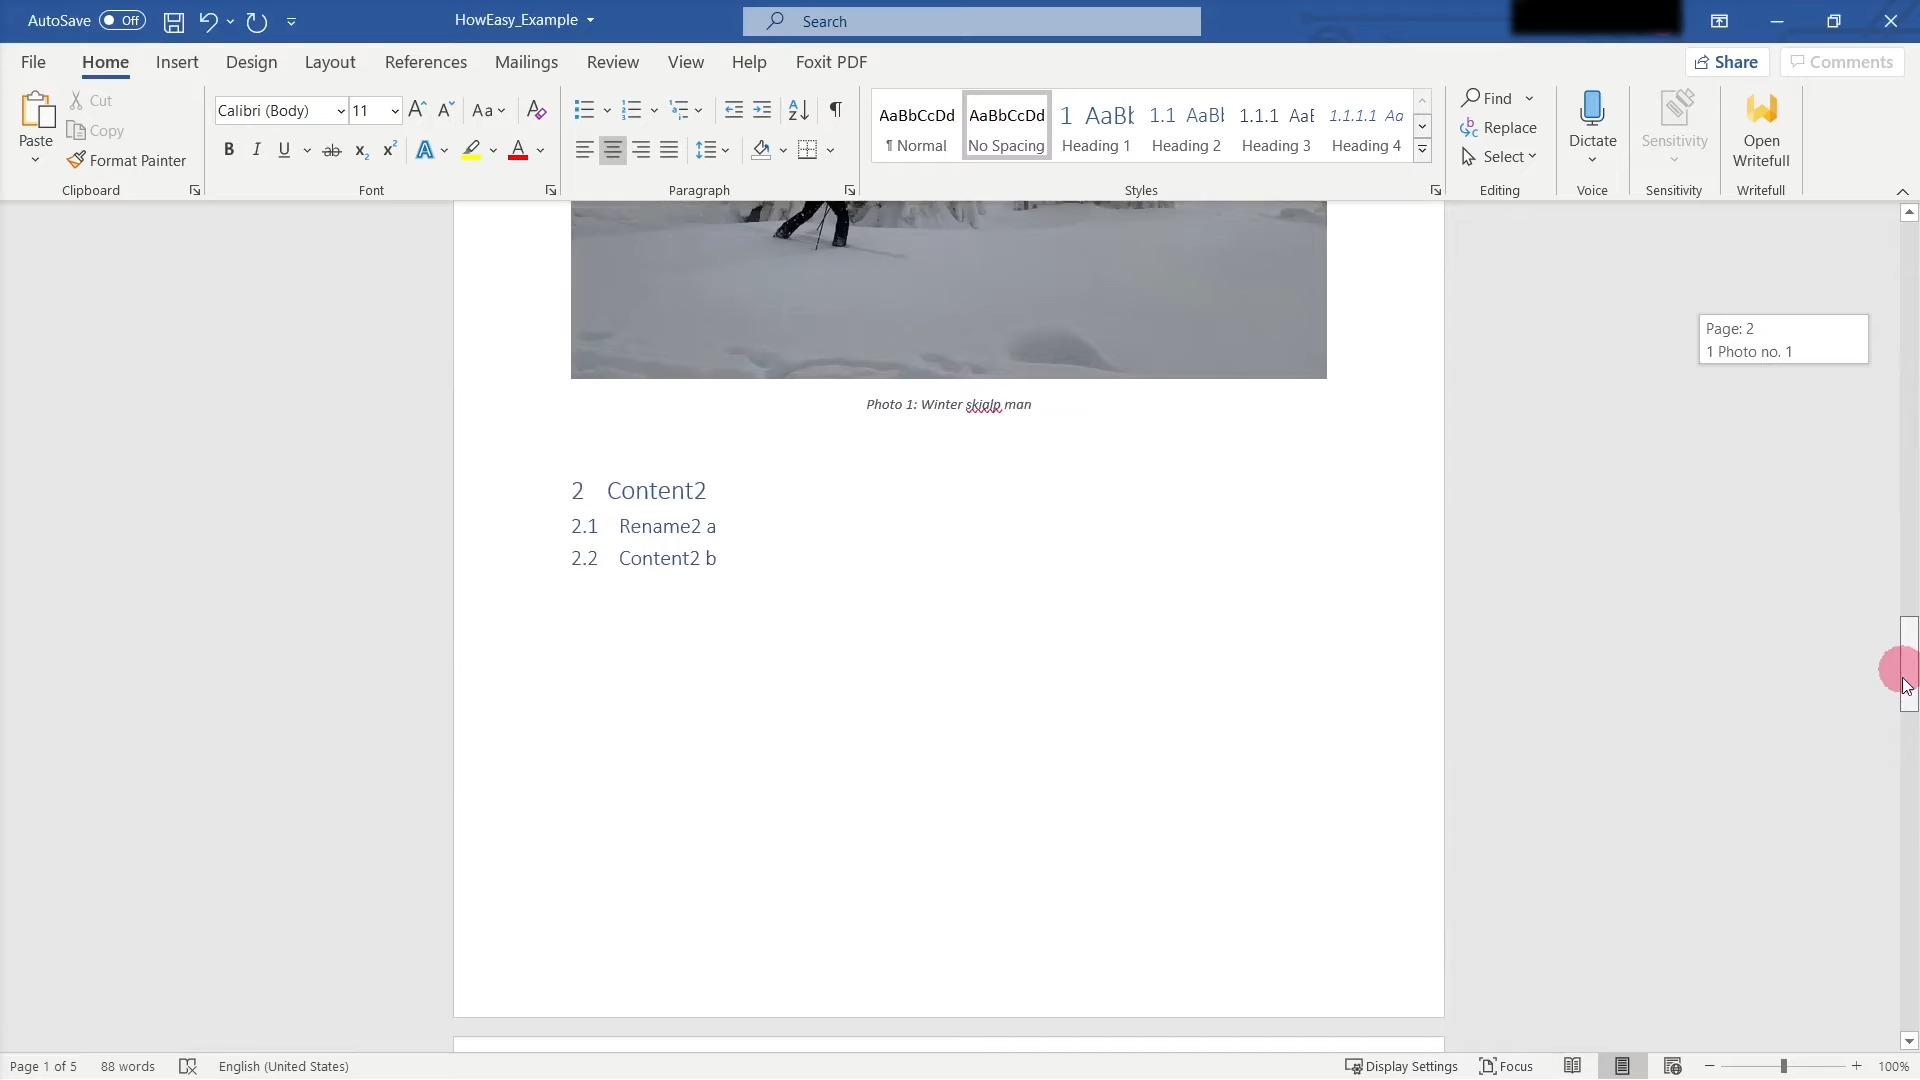 AutoSave Off HowEasy_Example Search
File Home Insert Design Layout References Mailings Review View Help Foxit PDF Share Comments
Paste
Cut
Copy
Format Painter
Clipboard
Calibri (Body) 11
Font
Paragraph
AaBbCcDd AaBbCcDd 1 AaBb 1.1 AaBb 1.1.1 AaB 1.1.1.1 Aa
¶ Normal No Spacing Heading 1 Heading 2 Heading 3 Heading 4
Styles
Find
Replace
Select
Editing
Dictate
Voice
Sensitivity
Sensitivity
Open
Writefull
Writefull
Page: 2
1 Photo no. 1
Photo 1: Winter skialp man
2 Content2
2.1 Rename2 a
2.2 Content2 b
Page 1 of 5 88 words English (United States) Display Settings Focus 100%